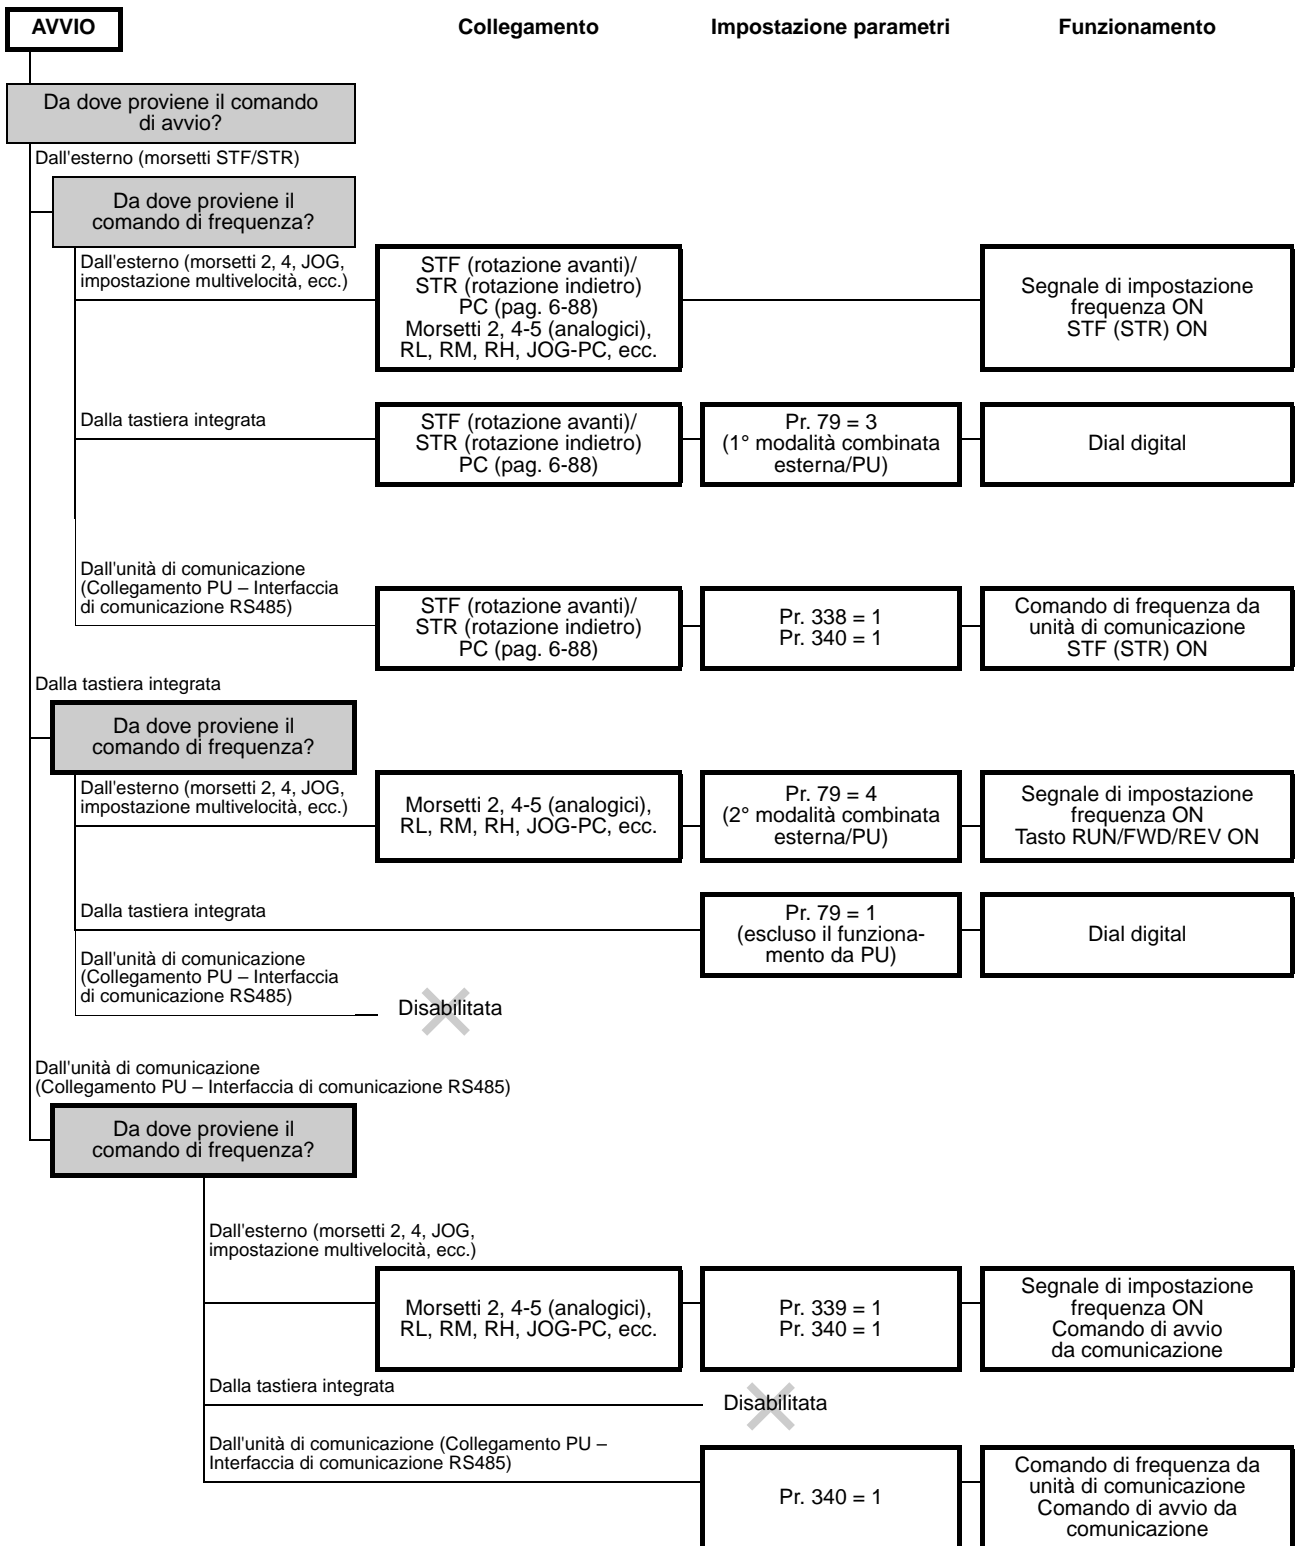 AVVIO
Collegamento
Impostazione parametri
Funzionamento
Da dove proviene il comando
di avvio?
Dall'esterno (morsetti STF/STR)
Da dove proviene il
comando di frequenza?
Dall'esterno (morsetti 2, 4, JOG,
impostazione multivelocità, ecc.)
STF (rotazione avanti)/
STR (rotazione indietro)
PC (pag. 6-88)
Morsetti 2, 4-5 (analogici),
RL, RM, RH, JOG-PC, ecc.
Segnale di impostazione
frequenza ON
STF (STR) ON
Dalla tastiera integrata
STF (rotazione avanti)/
STR (rotazione indietro)
PC (pag. 6-88)
Pr. 79 = 3
(1° modalità combinata
esterna/PU)
Dial digital
Dall'unità di comunicazione
(Collegamento PU – Interfaccia
di comunicazione RS485)
STF (rotazione avanti)/
STR (rotazione indietro)
PC (pag. 6-88)
Pr. 338 = 1
Pr. 340 = 1
Comando di frequenza da
unità di comunicazione
STF (STR) ON
Dalla tastiera integrata
Da dove proviene il
comando di frequenza?
Dall'esterno (morsetti 2, 4, JOG,
impostazione multivelocità, ecc.)
Morsetti 2, 4-5 (analogici),
RL, RM, RH, JOG-PC, ecc.
Pr. 79 = 4
(2° modalità combinata
esterna/PU)
Segnale di impostazione
frequenza ON
Tasto RUN/FWD/REV ON
Dalla tastiera integrata
Pr. 79 = 1
(escluso il funziona-
mento da PU)
Dial digital
Dall'unità di comunicazione
(Collegamento PU – Interfaccia
di comunicazione RS485)
Disabilitata
Dall'unità di comunicazione
(Collegamento PU – Interfaccia di comunicazione RS485)
Da dove proviene il
comando di frequenza?
Dall'esterno (morsetti 2, 4, JOG,
impostazione multivelocità, ecc.)
Morsetti 2, 4-5 (analogici),
RL, RM, RH, JOG-PC, ecc.
Pr. 339 = 1
Pr. 340 = 1
Segnale di impostazione
frequenza ON
Comando di avvio
da comunicazione
Dalla tastiera integrata
Disabilitata
Dall'unità di comunicazione (Collegamento PU –
Interfaccia di comunicazione RS485)
Pr. 340 = 1
Comando di frequenza da
unità di comunicazione
Comando di avvio da
comunicazione